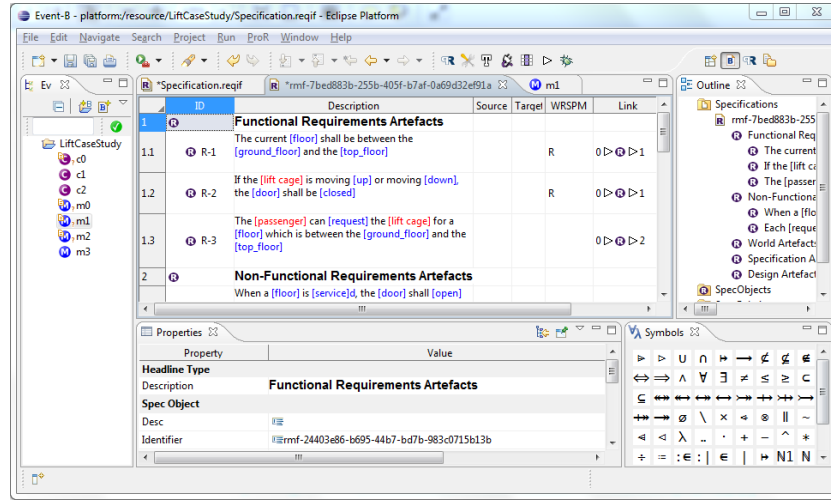 Event-B - platform:/resource/LiftCaseStudy/Specification.reqif - Eclipse Platform
File Edit Navigate Search Project Run ProR Window Help
Ev
*Specification.reqif
*rmf-7bed883b-255b-405f-b7af-0a69d32ef91a
m1
Outline
ID Description Source Target WRSPM Link
1 Functional Requirements Artefacts
1.1 R-1 The current [floor] shall be between the
[ground_floor] and the [top_floor] R 0 1
1.2 R-2 If the [lift cage] is moving [up] or moving [down],
the [door] shall be [closed] R 0 1
1.3 R-3 The [passenger] can [request] the [lift cage] for a
[floor] which is between the [ground_floor] and the
[top_floor] 0 2
2 Non-Functional Requirements Artefacts
When a [floor] is [service]d, the [door] shall [open]
LiftCaseStudy
c0
c1
c2
m0
m1
m2
m3
Specifications
rmf-7bed883b-255
Functional Req
The current
If the [lift ca
The [passer
Non-Functiona
When a [flo
Each [reque
World Artefact
Specification A
Design Artefact
SpecObjects
Properties
Property Value
Headline Type
Description Functional Requirements Artefacts
Spec Object
Desc
Identifier rmf-24403e86-b695-44b7-bd7b-983c0715b13b
Symbols
÷ ≔ :∈ :| ∈ | ↦ ℕ1 ℕ